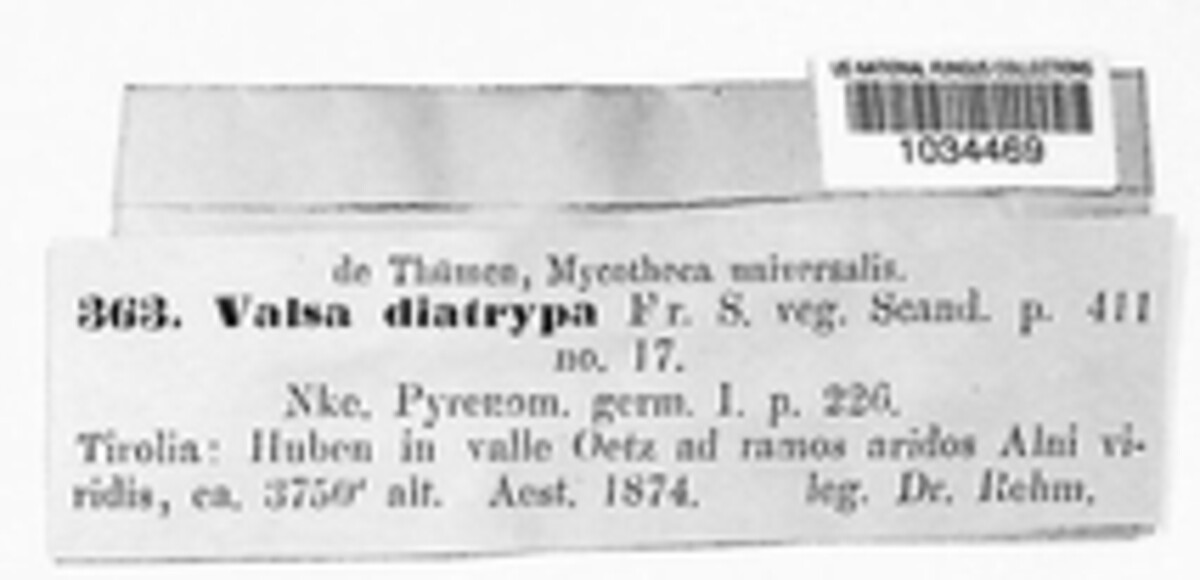 US NATIONAL FUNGUS COLLECTIONS
1034469
de Thümen, Mycotheca universalis.
363. Valsa diatrypa Fr. S. veg. Scand. p. 411
no. 17.
Nke. Pyrenom. germ. I. p. 226.
Tirolia: Huben in valle Oetz ad ramos aridos Alni vi-
ridis, ca. 3750' alt. Aest. 1874. leg. Dr. Rehm.